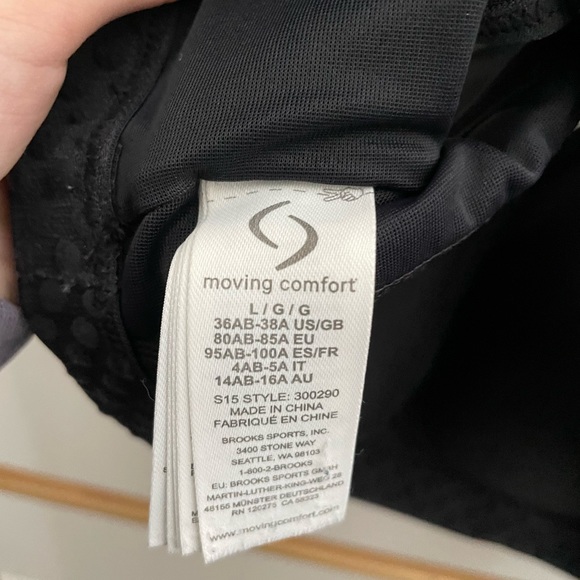 moving comfort
L / G / G
36AB-38A US/GB
80AB-85A EU
95AB-100A ES/FR
4AB-5A IT
14AB-16A AU
S15 STYLE: 300290
MADE IN CHINA
FABRIQUÉ EN CHINE
BROOKS SPORTS, INC.
3400 STONE WAY
SEATTLE, WA 98103
1-800-2-BROOKS
EU: BROOKS SPORTS GMBH
MARTIN-LUTHER-KING-WEG 28
48155 MÜNSTER DEUTSCHLAND
RN 120275 CA 58323
www.movingcomfort.com